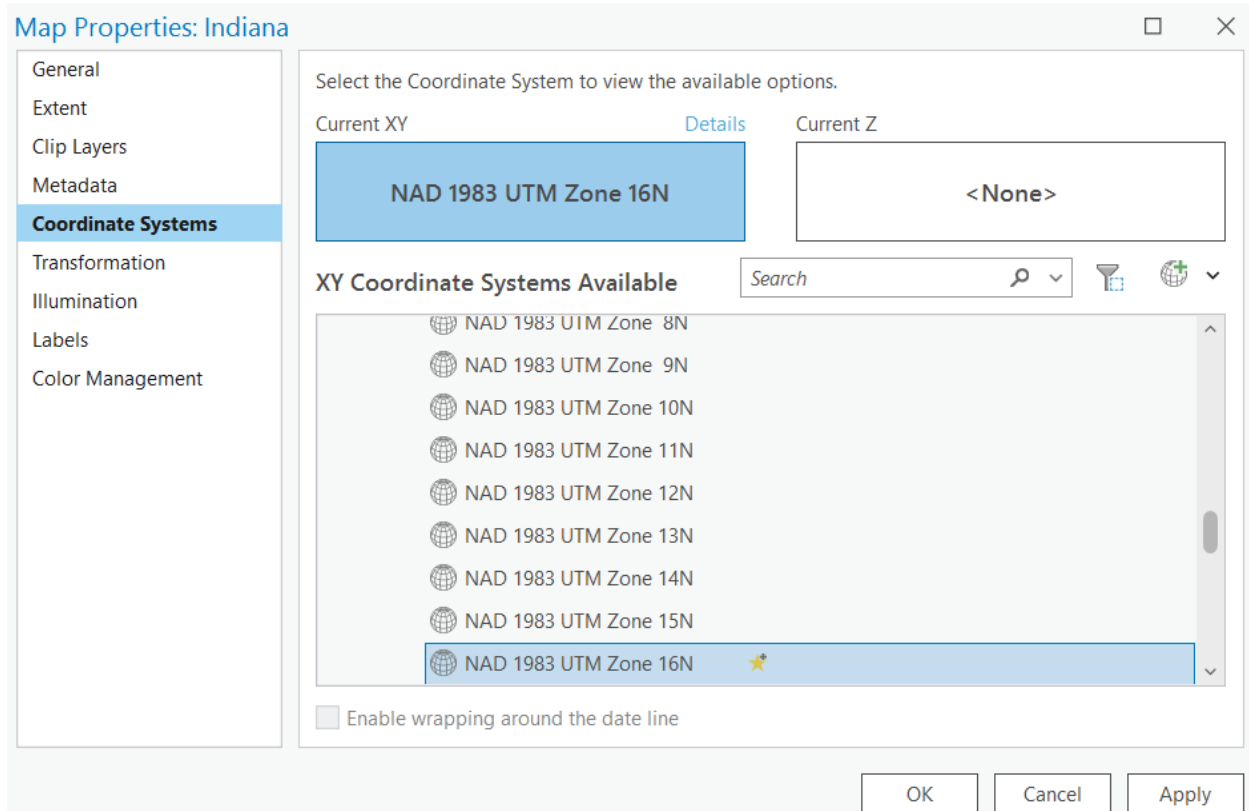 Map Properties: Indiana
General
Extent
Clip Layers
Metadata
Coordinate Systems
Transformation
Illumination
Labels
Color Management
Select the Coordinate System to view the available options.
Current XY
Details
Current Z
NAD 1983 UTM Zone 16N
<None>
XY Coordinate Systems Available
Search
NAD 1983 UTM Zone 8N
NAD 1983 UTM Zone 9N
NAD 1983 UTM Zone 10N
NAD 1983 UTM Zone 11N
NAD 1983 UTM Zone 12N
NAD 1983 UTM Zone 13N
NAD 1983 UTM Zone 14N
NAD 1983 UTM Zone 15N
NAD 1983 UTM Zone 16N
Enable wrapping around the date line
OK
Cancel
Apply